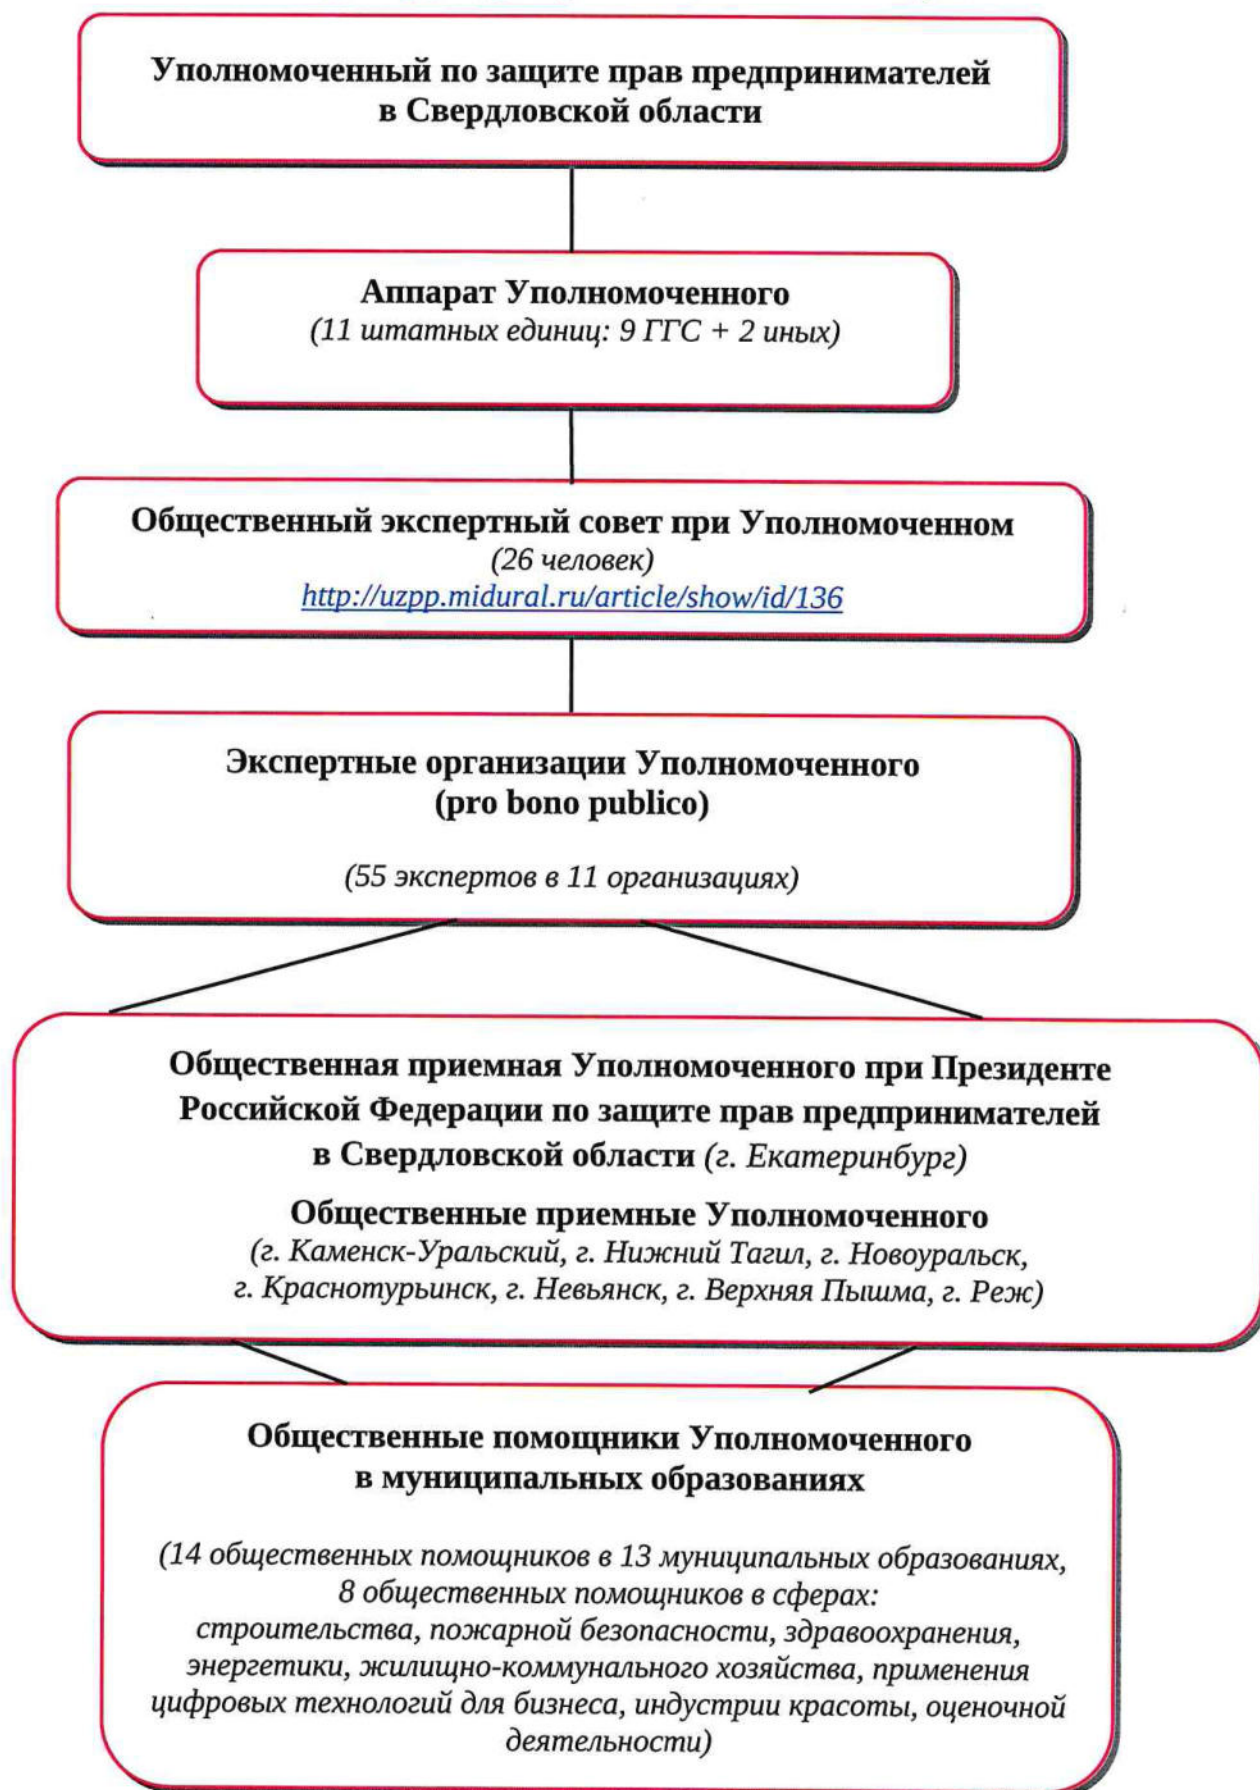 Уполномоченный по защите прав предпринимателей
в Свердловской области
Аппарат Уполномоченного
(11 штатных единиц: 9 ГГС + 2 иных)
Общественный экспертный совет при Уполномоченном
(26 человек)
http://uzpp.midural.ru/article/show/id/136
Экспертные организации Уполномоченного
(pro bono publico)
(55 экспертов в 11 организациях)
Общественная приемная Уполномоченного при Президенте
Российской Федерации по защите прав предпринимателей
в Свердловской области (г. Екатеринбург)
Общественные приемные Уполномоченного
(г. Каменск-Уральский, г. Нижний Тагил, г. Новоуральск,
г. Краснотурьинск, г. Невьянск, г. Верхняя Пышма, г. Реж)
Общественные помощники Уполномоченного
в муниципальных образованиях
(14 общественных помощников в 13 муниципальных образованиях,
8 общественных помощников в сферах:
строительства, пожарной безопасности, здравоохранения,
энергетики, жилищно-коммунального хозяйства, применения
цифровых технологий для бизнеса, индустрии красоты, оценочной
деятельности)